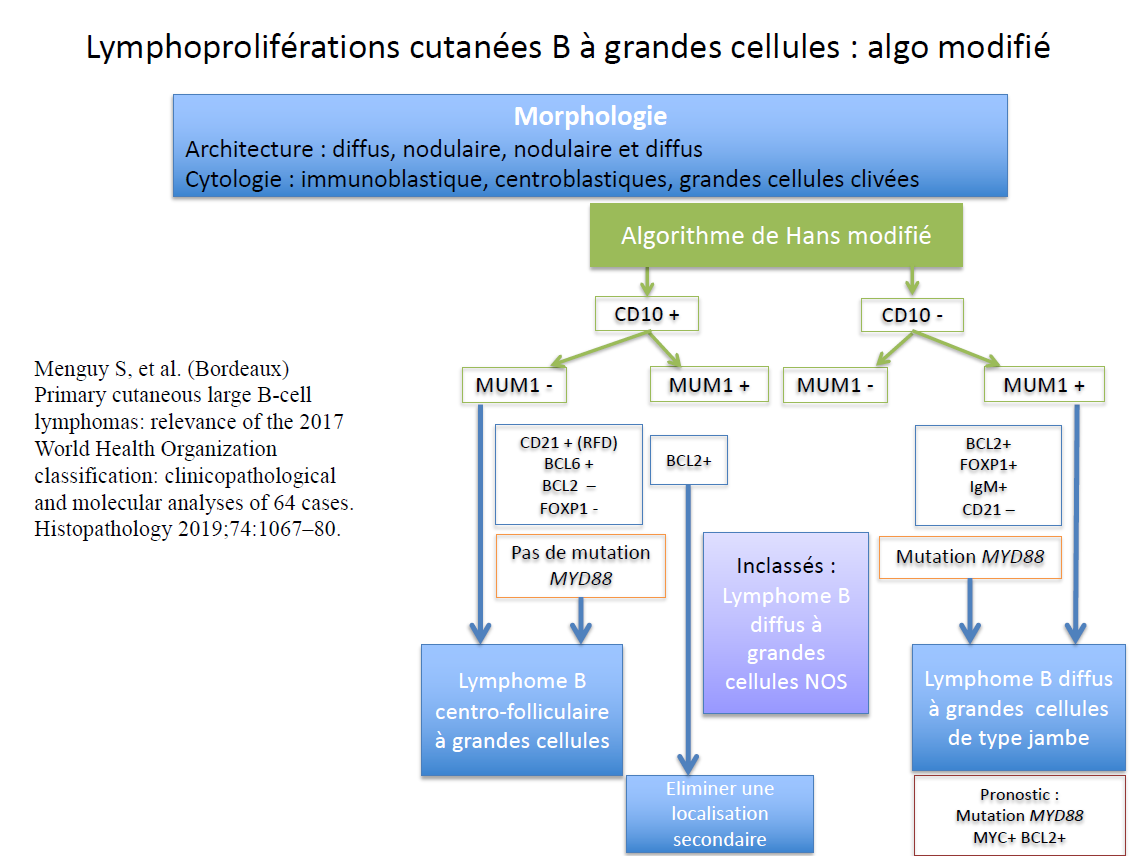 Lymphoproliférations cutanées B à grandes cellules : algo modifié
Morphologie
Architecture : diffus, nodulaire, nodulaire et diffus
Cytologie : immunoblastique, centroblastiques, grandes cellules clivées
Algorithme de Hans modifié
CD10 +
CD10 -
MUM1 -
MUM1 +
MUM1 -
MUM1 +
Menguy S, et al. (Bordeaux)
Primary cutaneous large B-cell
lymphomas: relevance of the 2017
World Health Organization
classification: clinicopathological
and molecular analyses of 64 cases.
Histopathology 2019;74:1067–80.
CD21 + (RFD)
BCL6 +
BCL2 –
FOXP1 -
BCL2+
BCL2+
FOXP1+
IgM+
CD21 –
Pas de mutation
MYD88
Inclassés :
Lymphome B
diffus à
grandes
cellules NOS
Mutation MYD88
Lymphome B
centro-folliculaire
à grandes cellules
Lymphome B diffus
à grandes cellules
de type jambe
Eliminer une
localisation
secondaire
Pronostic :
Mutation MYD88
MYC+ BCL2+